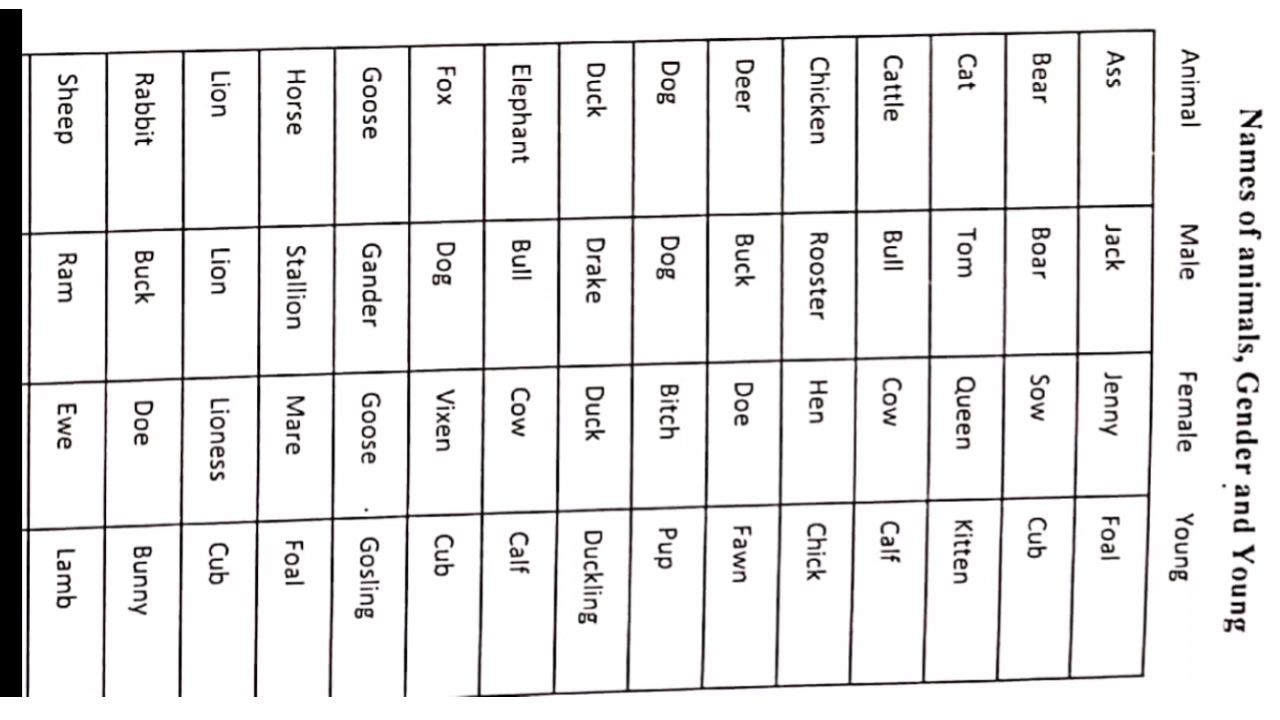 Names of animals, Gender and Young
Animal Male Female Young
Ass Jack Jenny Foal
Bear Boar Sow Cub
Cat Tom Queen Kitten
Cattle Bull Cow Calf
Chicken Rooster Hen Chick
Deer Buck Doe Fawn
Dog Dog Bitch Pup
Duck Drake Duck Duckling
Elephant Bull Cow Calf
Fox Dog Vixen Cub
Goose Gander Goose Gosling
Horse Stallion Mare Foal
Lion Lion Lioness Cub
Rabbit Buck Doe Bunny
Sheep Ram Ewe Lamb